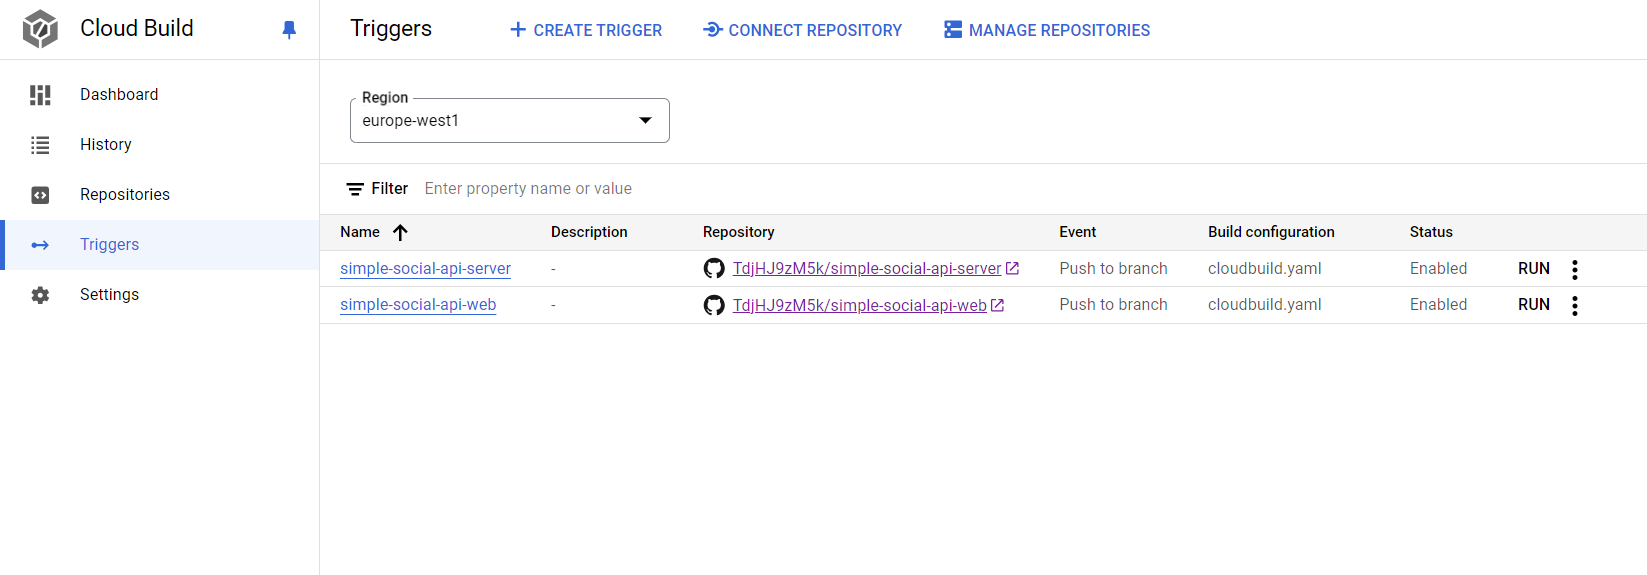 Cloud Build
Triggers
CREATE TRIGGER
CONNECT REPOSITORY
MANAGE REPOSITORIES
Dashboard
History
Repositories
Triggers
Settings
Region
europe-west1
Filter Enter property name or value
Name Description Repository Event Build configuration Status
simple-social-api-server - TdjHJ9zM5k/simple-social-api-server Push to branch cloudbuild.yaml Enabled RUN
simple-social-api-web - TdjHJ9zM5k/simple-social-api-web Push to branch cloudbuild.yaml Enabled RUN